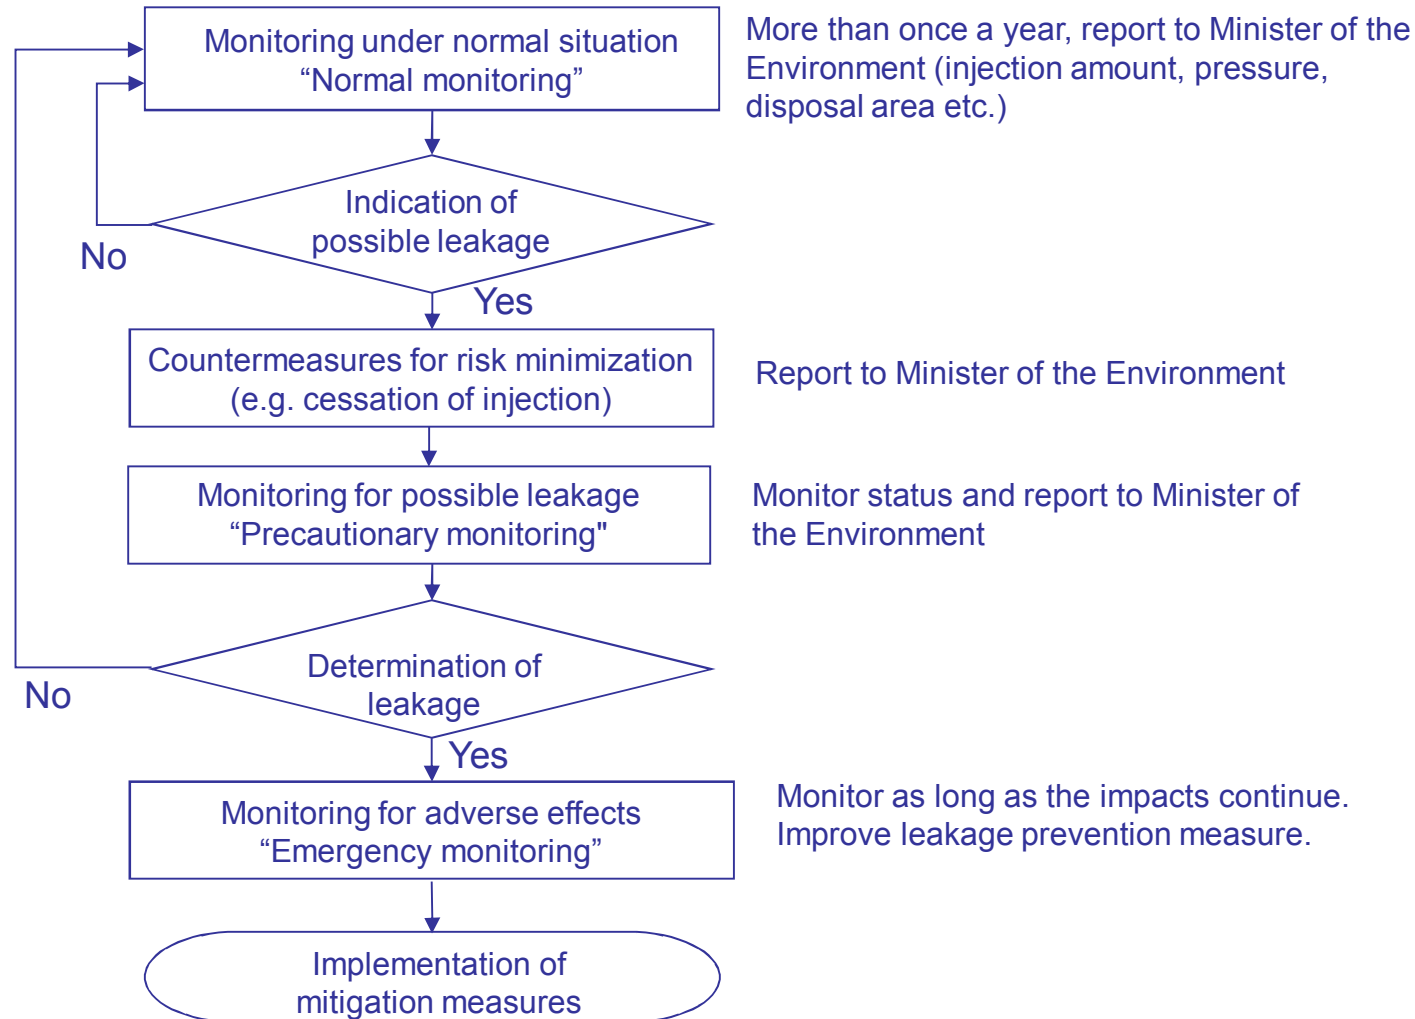 Monitoring under normal situation
“Normal monitoring”
More than once a year, report to Minister of the
Environment (injection amount, pressure,
disposal area etc.)
Indication of
possible leakage
No
Yes
Countermeasures for risk minimization
(e.g. cessation of injection)
Report to Minister of the Environment
Monitoring for possible leakage
“Precautionary monitoring"
Monitor status and report to Minister of
the Environment
Determination of
leakage
No
Yes
Monitoring for adverse effects
“Emergency monitoring”
Monitor as long as the impacts continue.
Improve leakage prevention measure.
Implementation of
mitigation measures